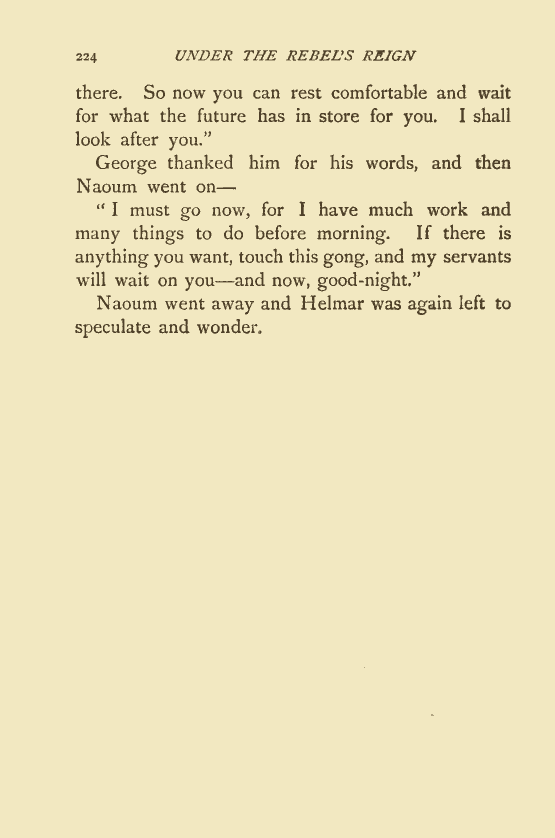 224 UNDER THE REBEL'S REIGN
there. So now you can rest comfortable and wait
for what the future has in store for you. I shall
look after you.”
George thanked him for his words, and then
Naoum went on—
“I must go now, for I have much work and
many things to do before morning. If there is
anything you want, touch this gong, and my servants
will wait on you—and now, good-night.”
Naoum went away and Helmar was again left to
speculate and wonder.